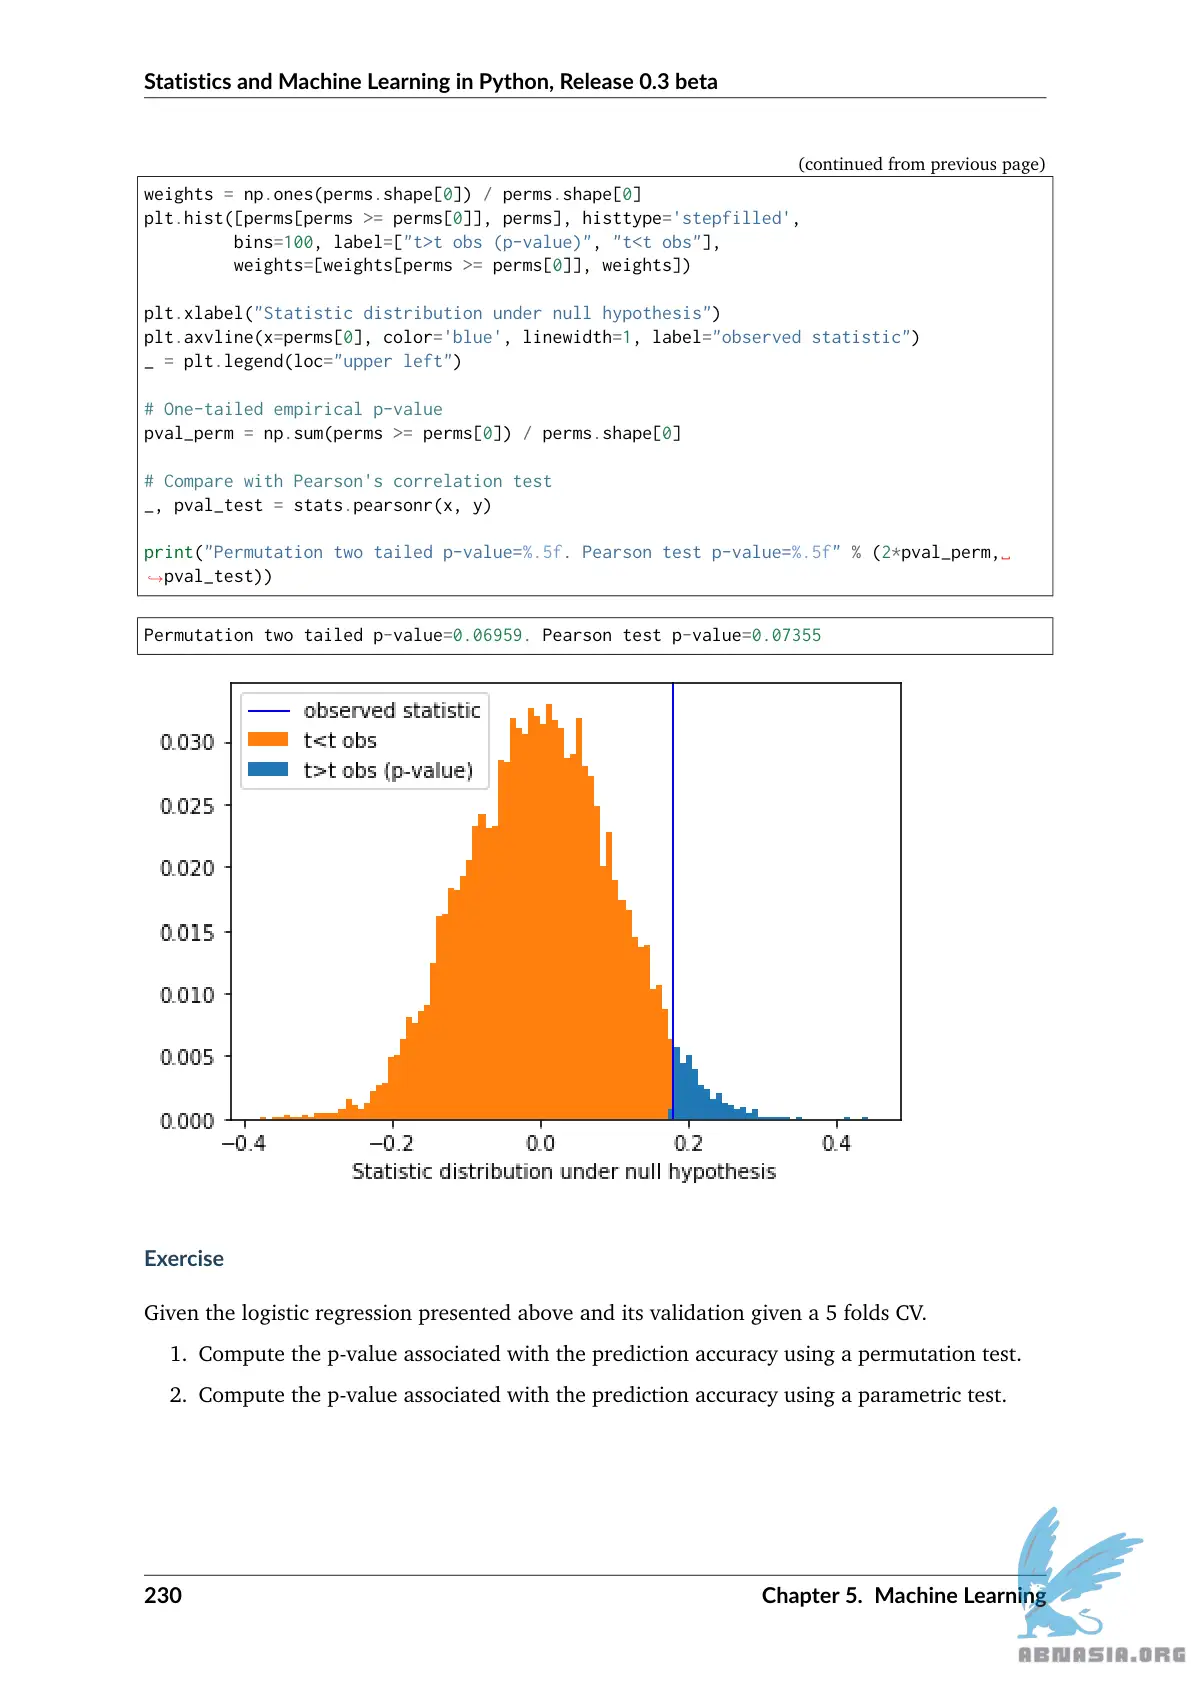 Statistics and Machine Learning in Python, Release 0.3 beta
(continued from previous page)
weights = np.ones(perms.shape[0]) / perms.shape[0]
plt.hist([perms[perms >= perms[0]], perms], histtype='stepfilled',
         bins=100, label=["t>t obs (p-value)", "t<t obs"],
         weights=[weights[perms >= perms[0]], weights])
plt.xlabel("Statistic distribution under null hypothesis")
plt.axvline(x=perms[0], color='blue', linewidth=1, label="observed statistic")
_ = plt.legend(loc="upper left")
# One-tailed empirical p-value
pval_perm = np.sum(perms >= perms[0]) / perms.shape[0]
# Compare with Pearson's correlation test
_, pval_test = stats.pearsonr(x, y)
print("Permutation two tailed p-value=%.5f. Pearson test p-value=%.5f" % (2*pval_perm,␣
↪pval_test))
Permutation two tailed p-value=0.06959. Pearson test p-value=0.07355
observed statistic
t<t obs
t>t obs (p-value)
0.030
0.025
0.020
0.015
0.010
0.005
0.000
−0.4 −0.2 0.0 0.2 0.4
Statistic distribution under null hypothesis
Exercise
Given the logistic regression presented above and its validation given a 5 folds CV.
1. Compute the p-value associated with the prediction accuracy using a permutation test.
2. Compute the p-value associated with the prediction accuracy using a parametric test.
230 Chapter 5. Machine Learning
ABNASIA.ORG